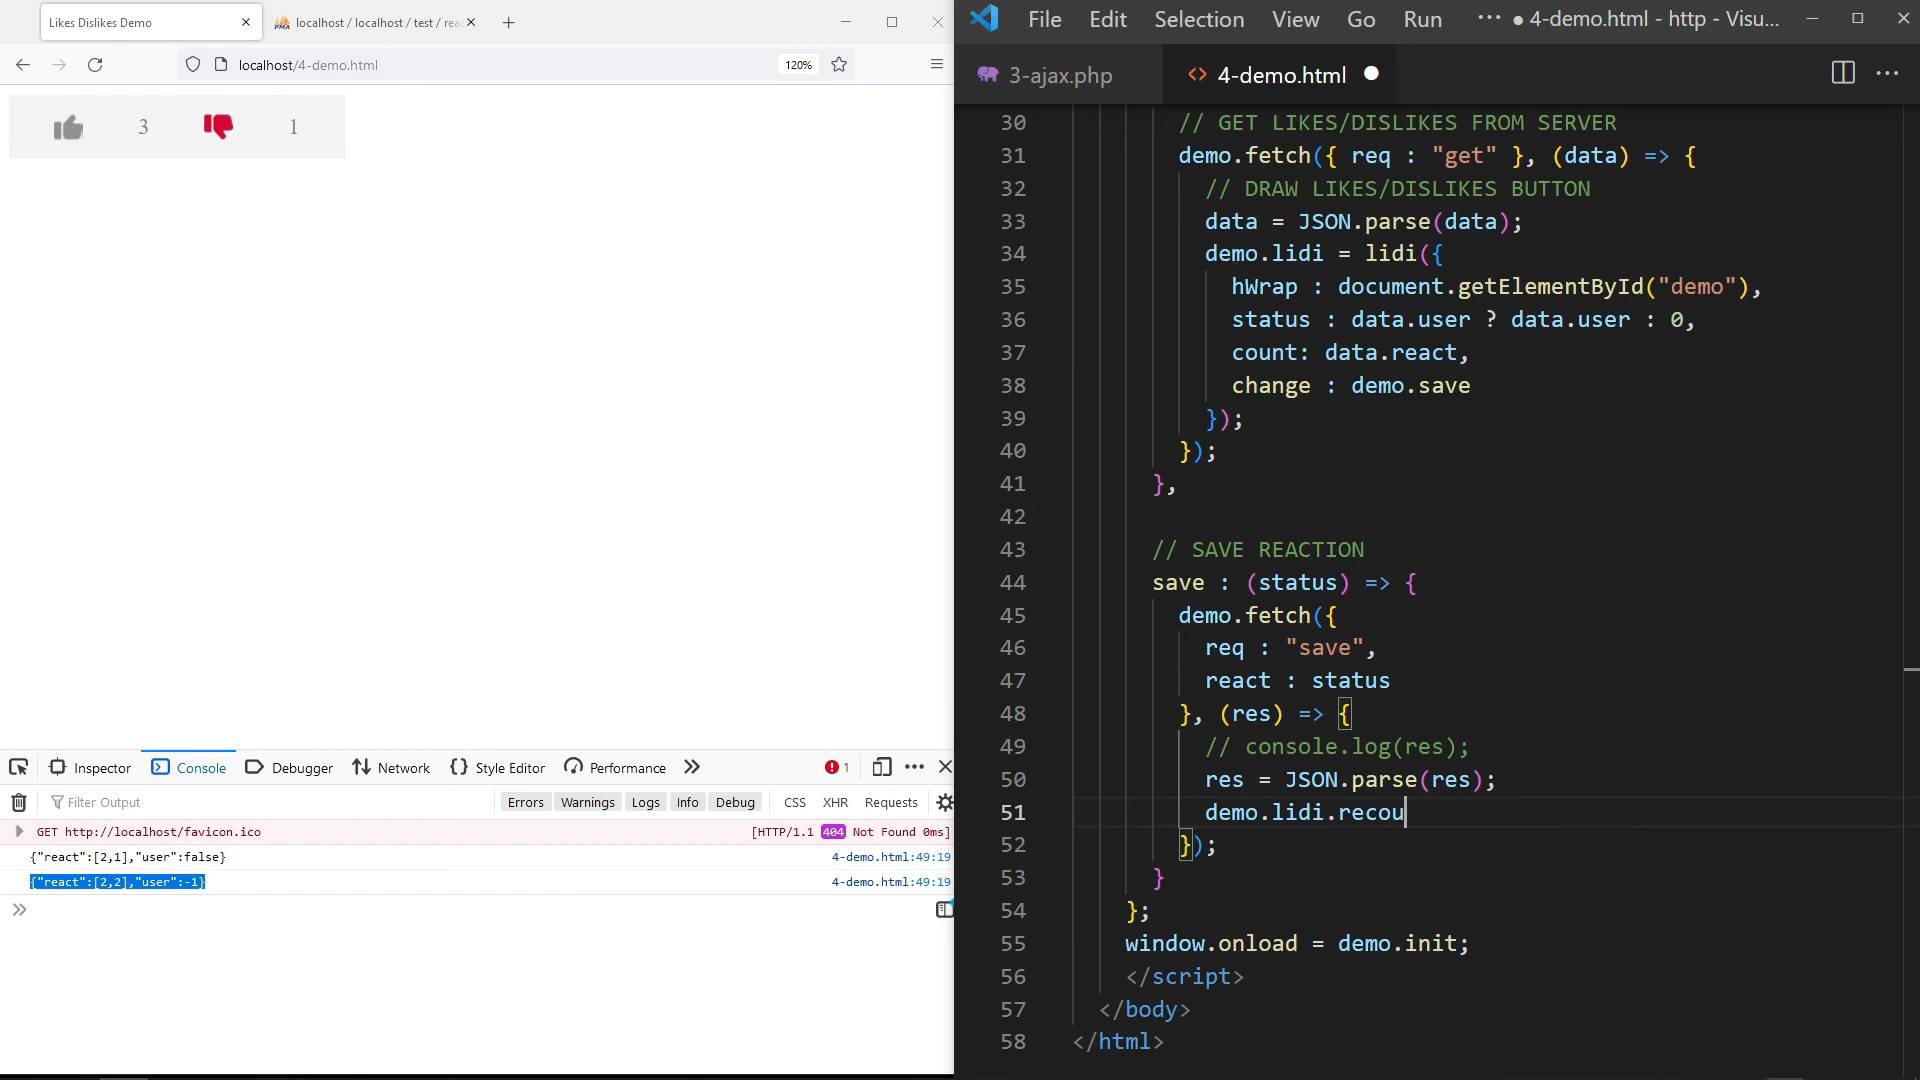 Likes Dislikes Demo
localhost / localhost / test / rea
localhost/4-demo.html
120%
3
1
Inspector
Console
Debugger
Network
Style Editor
Performance
1
Filter Output
Errors
Warnings
Logs
Info
Debug
CSS
XHR
Requests
GET http://localhost/favicon.ico
[HTTP/1.1 404 Not Found 0ms]
{"react":[2,1],"user":false}
4-demo.html:49:19
{"react":[2,2],"user":-1}
4-demo.html:49:19
File
Edit
Selection
View
Go
Run
● 4-demo.html - http - Visu...
3-ajax.php
4-demo.html
30 // GET LIKES/DISLIKES FROM SERVER
31 demo.fetch({ req : "get" }, (data) => {
32 // DRAW LIKES/DISLIKES BUTTON
33 data = JSON.parse(data);
34 demo.lidi = lidi({
35 hWrap : document.getElementById("demo"),
36 status : data.user ? data.user : 0,
37 count: data.react,
38 change : demo.save
39 });
40 });
41 },
42
43 // SAVE REACTION
44 save : (status) => {
45 demo.fetch({
46 req : "save",
47 react : status
48 }, (res) => {
49 // console.log(res);
50 res = JSON.parse(res);
51 demo.lidi.recou
52 });
53 }
54 };
55 window.onload = demo.init;
56 </script>
57 </body>
58 </html>